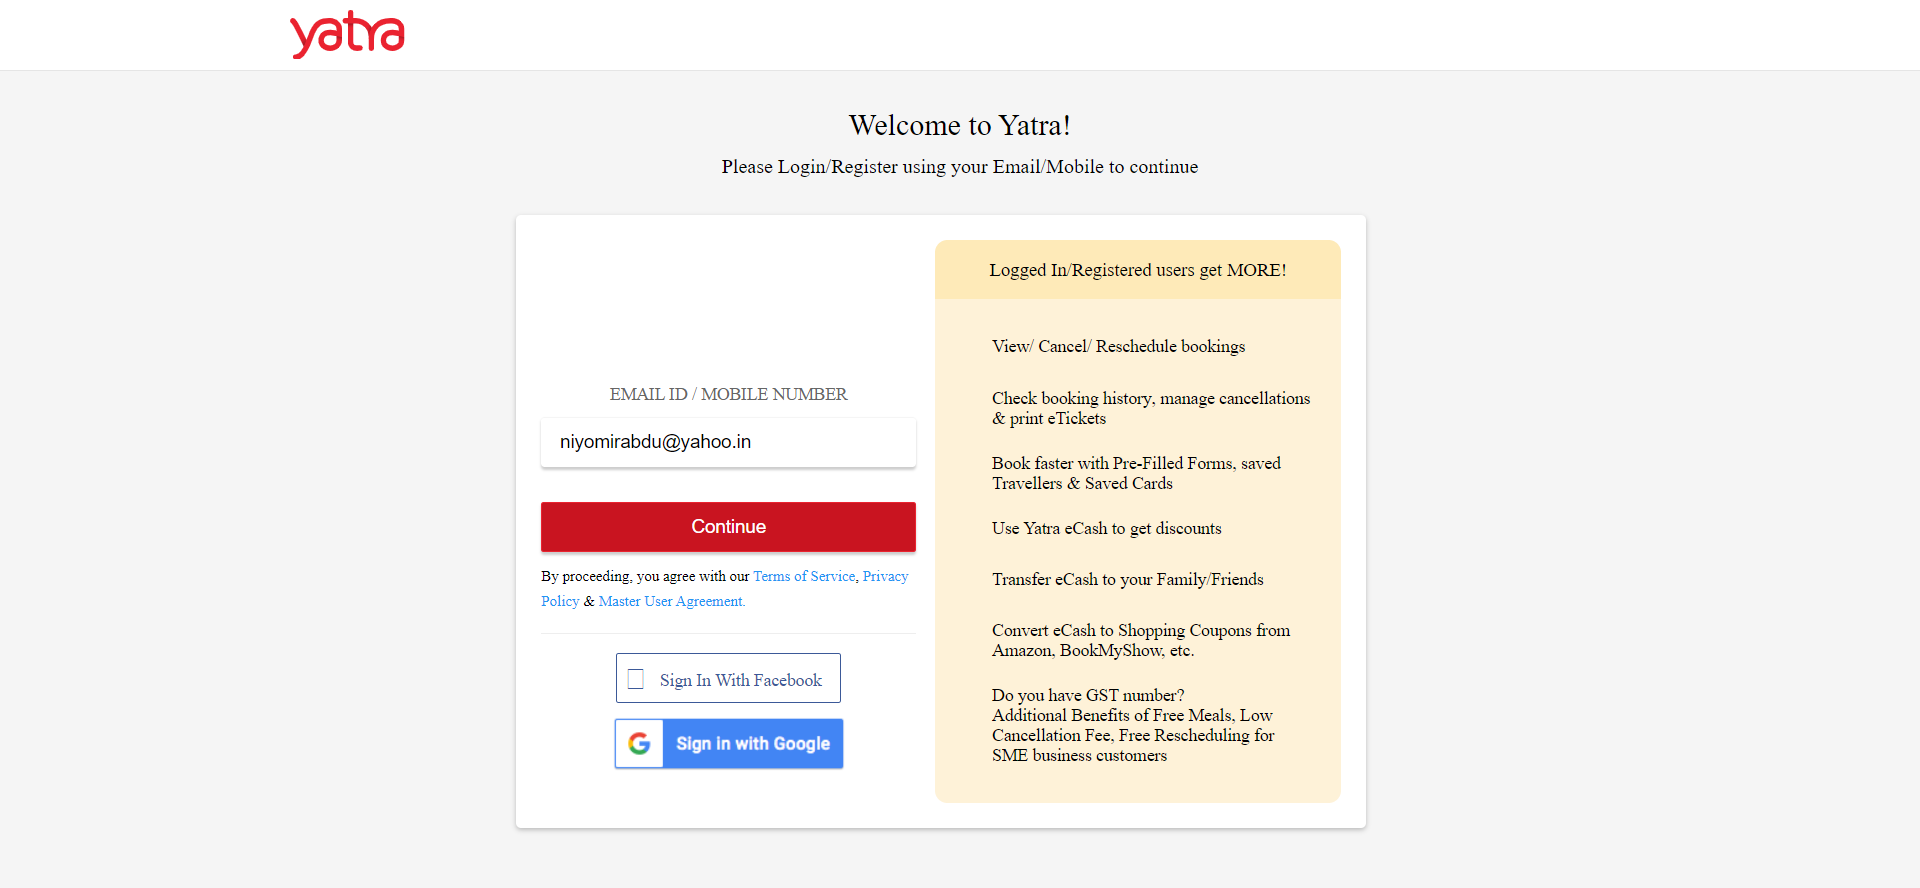 yatra
Welcome to Yatra!
Please Login/Register using your Email/Mobile to continue
EMAIL ID / MOBILE NUMBER
niyomirabdu@yahoo.in
Continue
By proceeding, you agree with our Terms of Service, Privacy
Policy & Master User Agreement.
Sign In With Facebook
Sign in with Google
Logged In/Registered users get MORE!
View/ Cancel/ Reschedule bookings
Check booking history, manage cancellations
& print eTickets
Book faster with Pre-Filled Forms, saved
Travellers & Saved Cards
Use Yatra eCash to get discounts
Transfer eCash to your Family/Friends
Convert eCash to Shopping Coupons from
Amazon, BookMyShow, etc.
Do you have GST number?
Additional Benefits of Free Meals, Low
Cancellation Fee, Free Rescheduling for
SME business customers